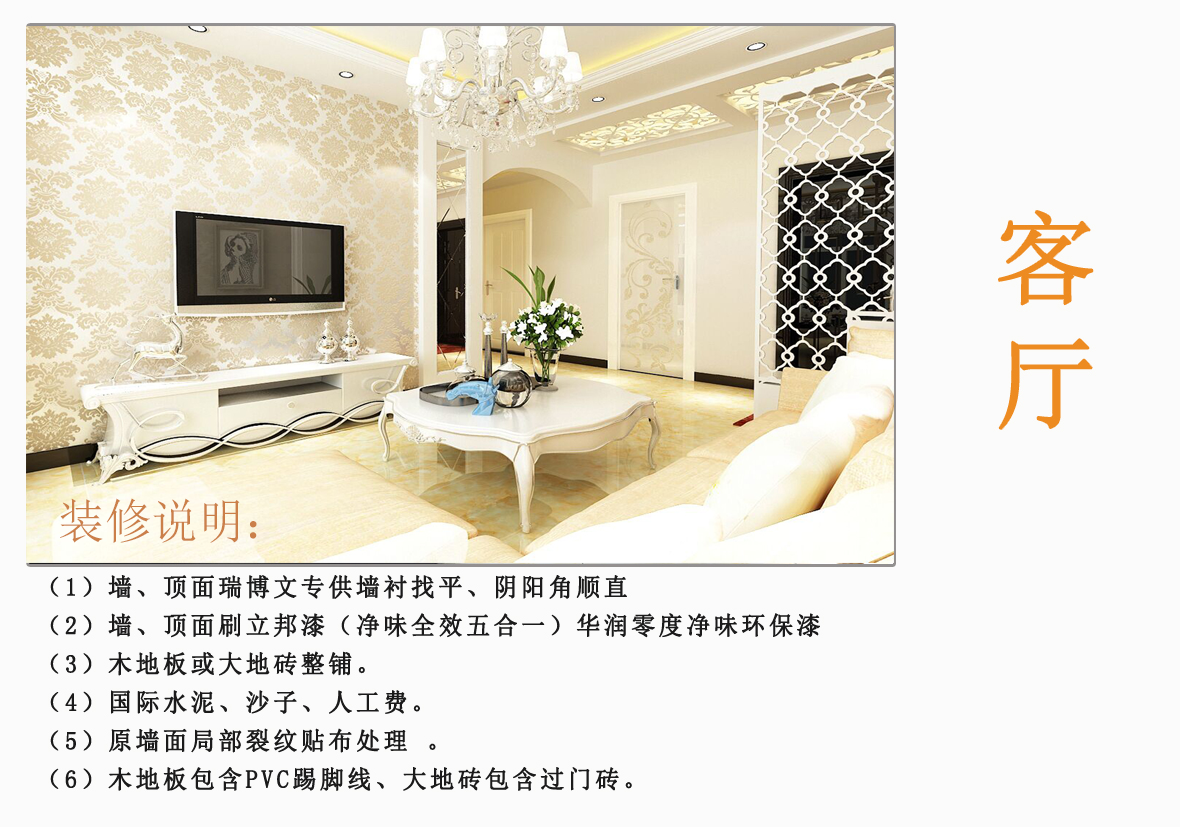 客厅
装修说明：
（1）墙、顶面瑞博文专供墙衬找平、阴阳角顺直
（2）墙、顶面刷立邦漆（净味全效五合一）华润零度净味环保漆
（3）木地板或大地砖整铺。
（4）国际水泥、沙子、人工费。
（5）原墙面局部裂纹贴布处理 。
（6）木地板包含PVC踢脚线、大地砖包含过门砖。